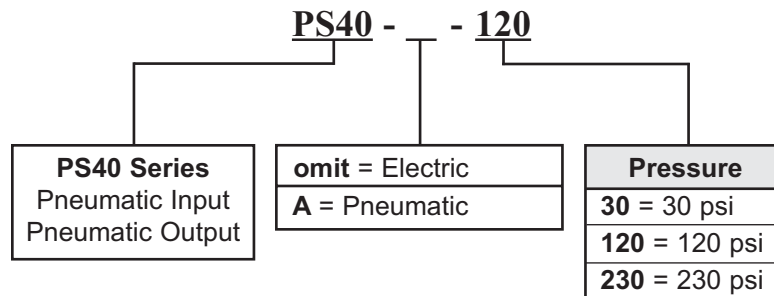 PS40 - __ - 120
PS40 Series
Pneumatic Input
Pneumatic Output
omit = Electric
A = Pneumatic
Pressure
30 = 30 psi
120 = 120 psi
230 = 230 psi